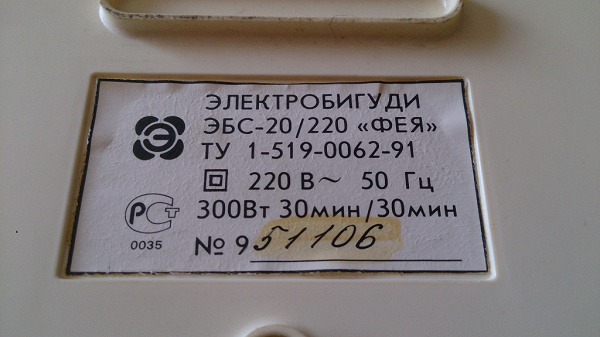 ЭЛЕКТРОБИГУДИ
ЭБС-20/220 «ФЕЯ»
ТУ 1-519-0062-91
220 В~ 50 Гц
300Вт 30мин/30мин
№ 951106
Э
РСТ
0035